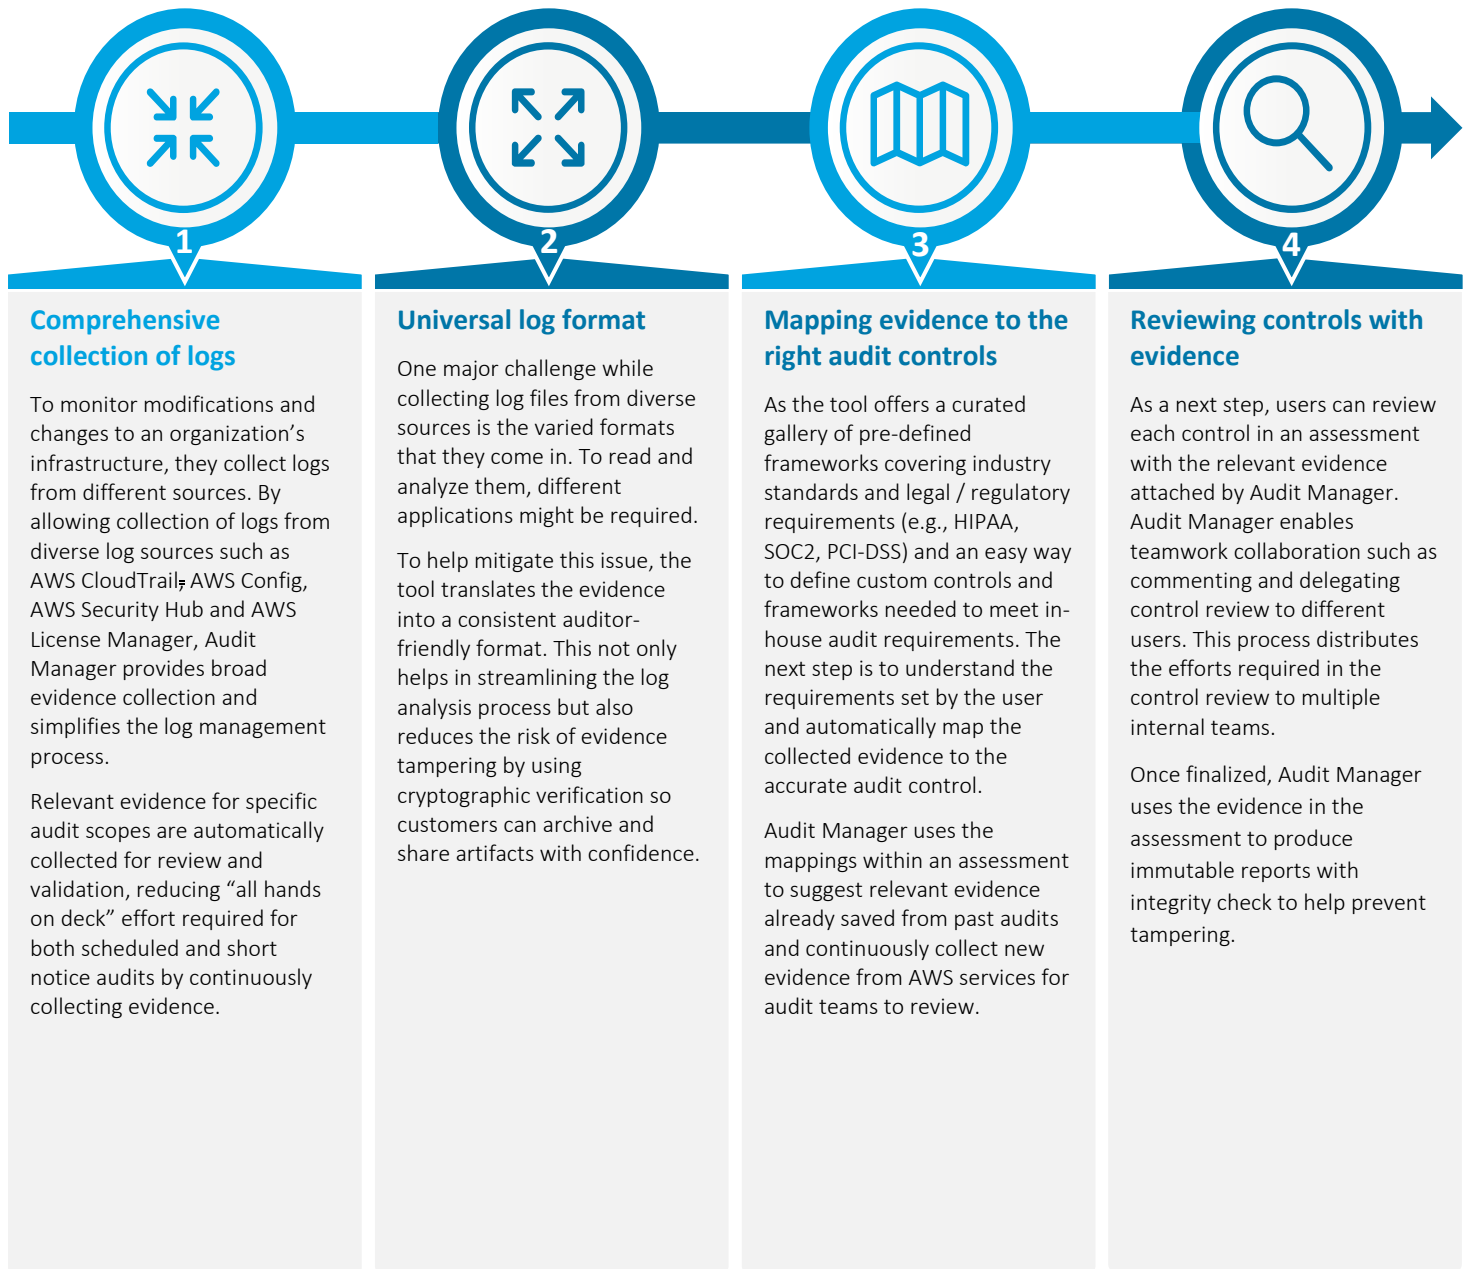 1
Comprehensive
collection of logs
To monitor modifications and
changes to an organization’s
infrastructure, they collect logs
from different sources. By
allowing collection of logs from
diverse log sources such as
AWS CloudTrail, AWS Config,
AWS Security Hub and AWS
License Manager, Audit
Manager provides broad
evidence collection and
simplifies the log management
process.
Relevant evidence for specific
audit scopes are automatically
collected for review and
validation, reducing “all hands
on deck” effort required for
both scheduled and short
notice audits by continuously
collecting evidence.
2
Universal log format
One major challenge while
collecting log files from diverse
sources is the varied formats
that they come in. To read and
analyze them, different
applications might be required.
To help mitigate this issue, the
tool translates the evidence
into a consistent auditor-
friendly format. This not only
helps in streamlining the log
analysis process but also
reduces the risk of evidence
tampering by using
cryptographic verification so
customers can archive and
share artifacts with confidence.
3
Mapping evidence to the
right audit controls
As the tool offers a curated
gallery of pre-defined
frameworks covering industry
standards and legal / regulatory
requirements (e.g., HIPAA,
SOC2, PCI-DSS) and an easy way
to define custom controls and
frameworks needed to meet in-
house audit requirements. The
next step is to understand the
requirements set by the user
and automatically map the
collected evidence to the
accurate audit control.
Audit Manager uses the
mappings within an assessment
to suggest relevant evidence
already saved from past audits
and continuously collect new
evidence from AWS services for
audit teams to review.
4
Reviewing controls with
evidence
As a next step, users can review
each control in an assessment
with the relevant evidence
attached by Audit Manager.
Audit Manager enables
teamwork collaboration such as
commenting and delegating
control review to different
users. This process distributes
the efforts required in the
control review to multiple
internal teams.
Once finalized, Audit Manager
uses the evidence in the
assessment to produce
immutable reports with
integrity check to help prevent
tampering.